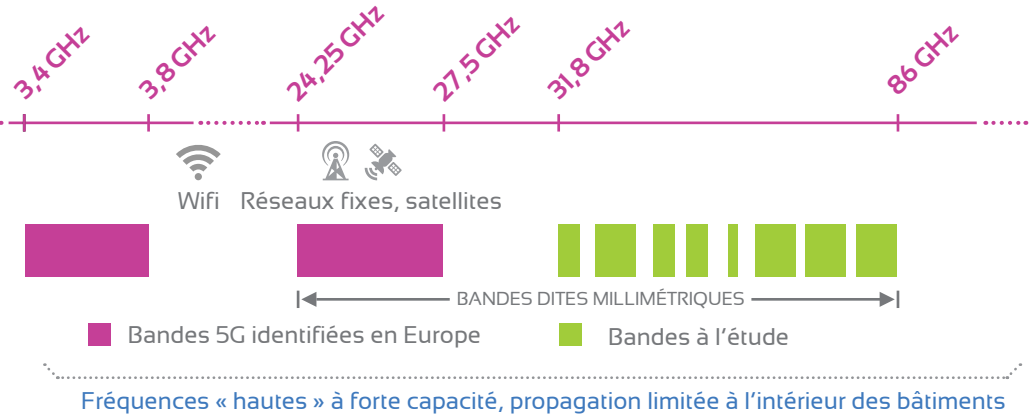 3,4 GHz
3,8 GHz
24,25 GHz
27,5 GHz
31,8 GHz
86 GHz
Wifi
Réseaux fixes, satellites
BANDES DITES MILLIMÉTRIQUES
Bandes 5G identifiées en Europe
Bandes à l’étude
Fréquences « hautes » à forte capacité, propagation limitée à l’intérieur des bâtiments